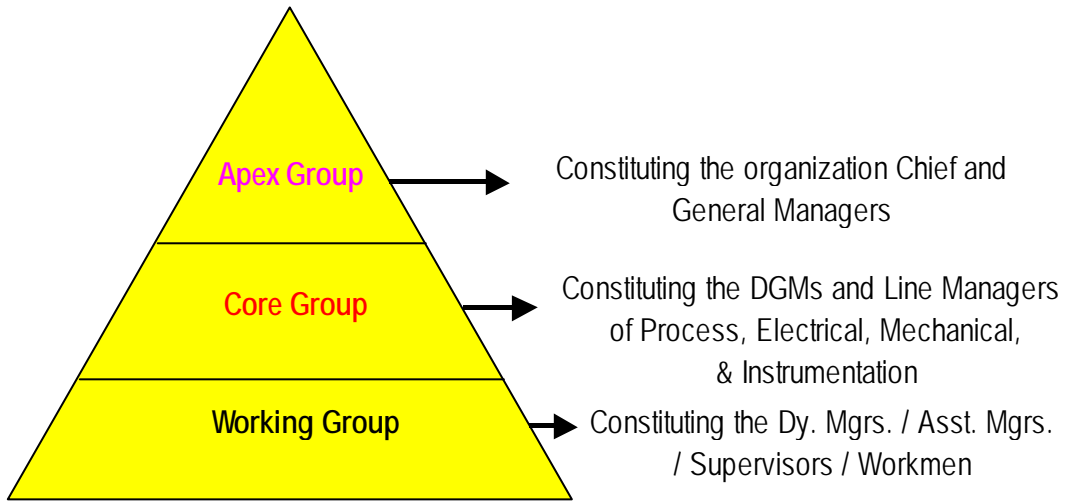 Apex Group
Constituting the organization Chief and
General Managers
Core Group
Constituting the DGMs and Line Managers
of Process, Electrical, Mechanical,
& Instrumentation
Working Group
Constituting the Dy. Mgrs. / Asst. Mgrs.
/ Supervisors / Workmen